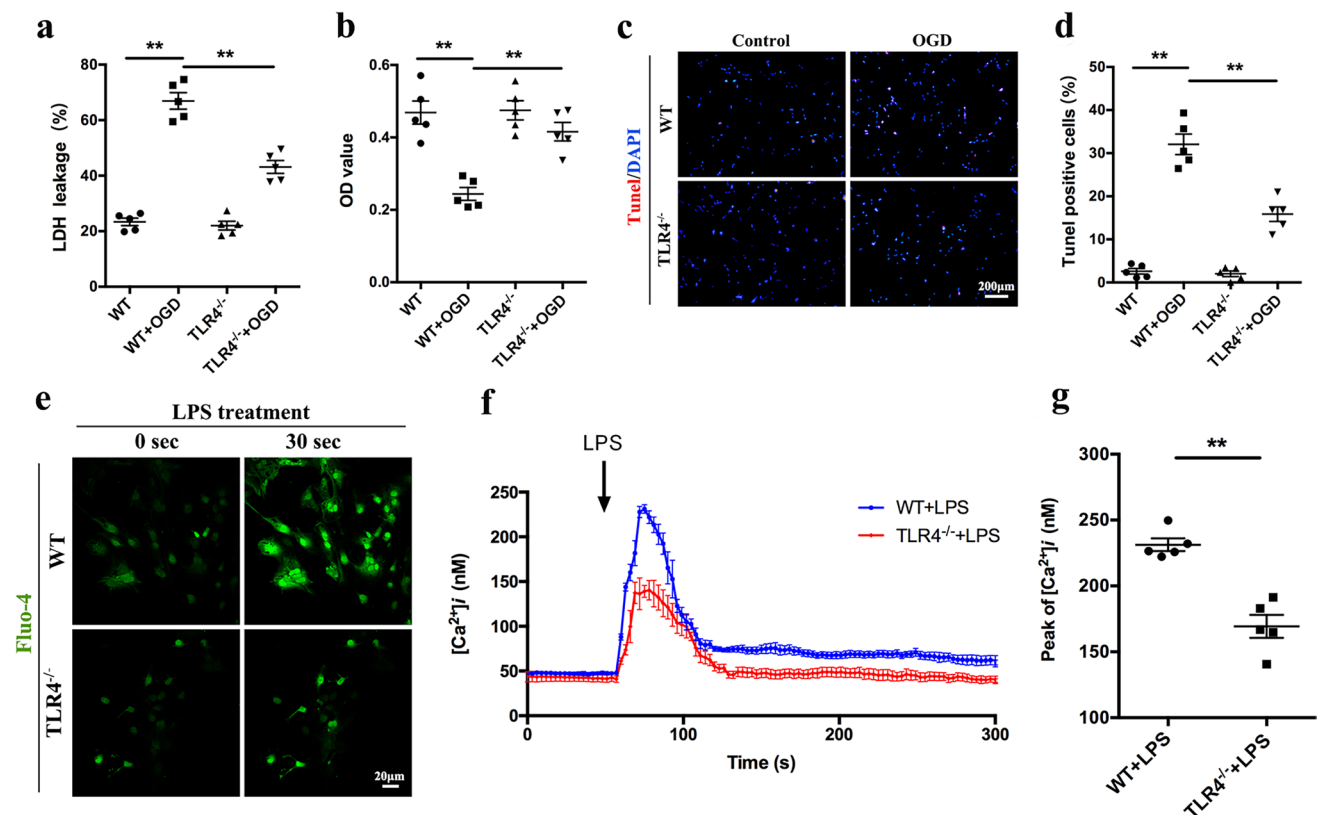 a
**
**
80
60
40
20
0
LDH leakage (%)
WT
WT+OGD
TLR4-/-
TLR4-/-+OGD
b
**
**
0.6
0.4
0.2
0.0
OD value
WT
WT+OGD
TLR4-/-
TLR4-/-+OGD
c
Control
OGD
Tunel/DAPI
WT
TLR4-/-
200μm
d
**
**
50
40
30
20
10
0
Tunel positive cells (%)
WT
WT+OGD
TLR4-/-
TLR4-/-+OGD
e
LPS treatment
0 sec
30 sec
Fluo-4
WT
TLR4-/-
20μm
f
LPS
250
200
150
100
50
0
[Ca2+]i (nM)
WT+LPS
TLR4-/-+LPS
0
100
200
300
Time (s)
g
**
300
250
200
150
100
Peak of [Ca2+]i (nM)
WT+LPS
TLR4-/-+LPS